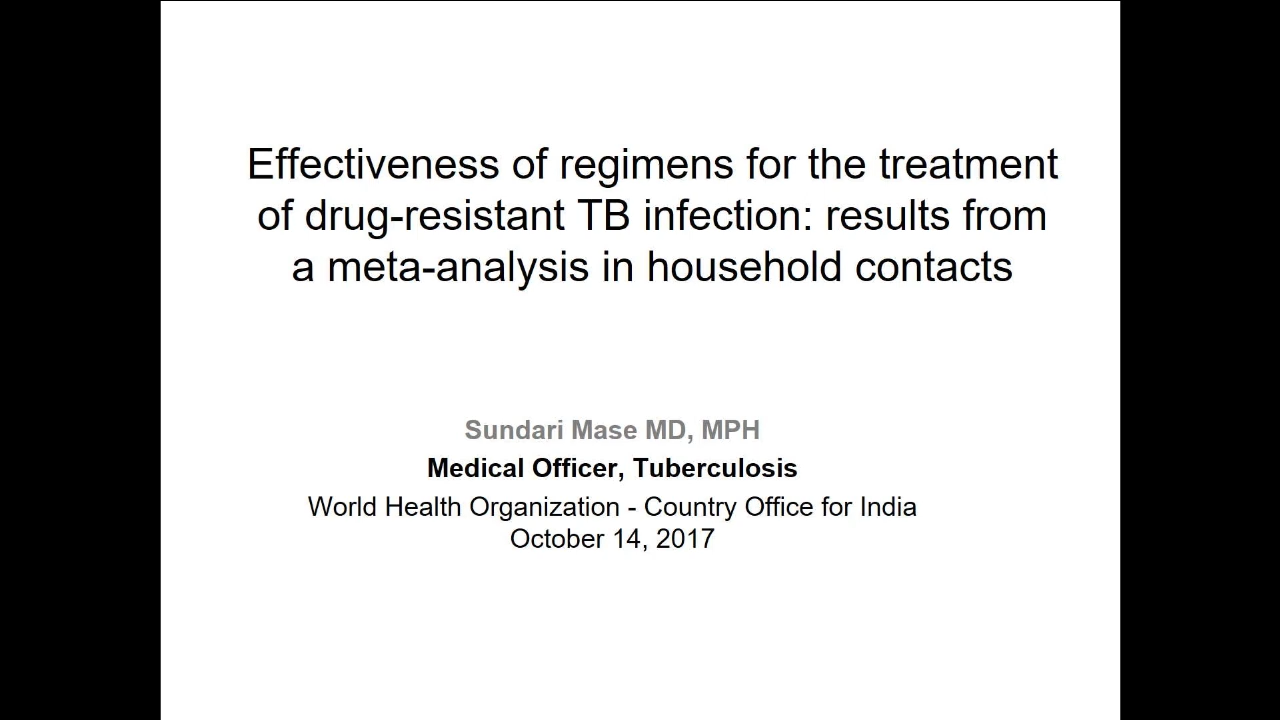 Effectiveness of regimens for the treatment
of drug-resistant TB infection: results from
a meta-analysis in household contacts
Sundari Mase MD, MPH
Medical Officer, Tuberculosis
World Health Organization - Country Office for India
October 14, 2017